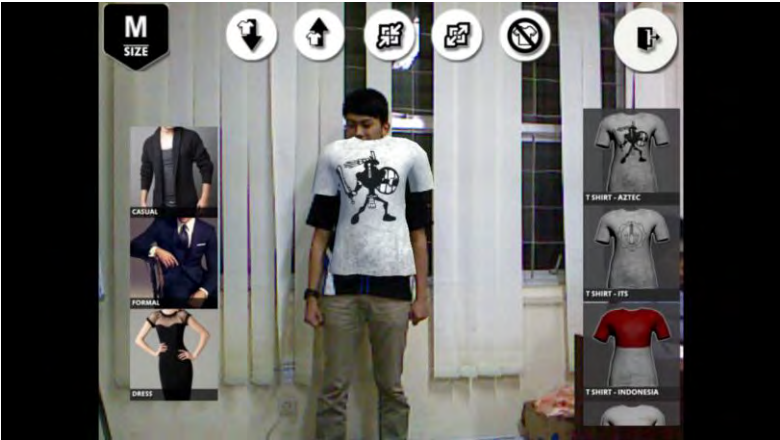 M
SIZE
CASUAL
FORMAL
DRESS
T SHIRT - AZTEC
T SHIRT - ITS
T SHIRT - INDONESIA